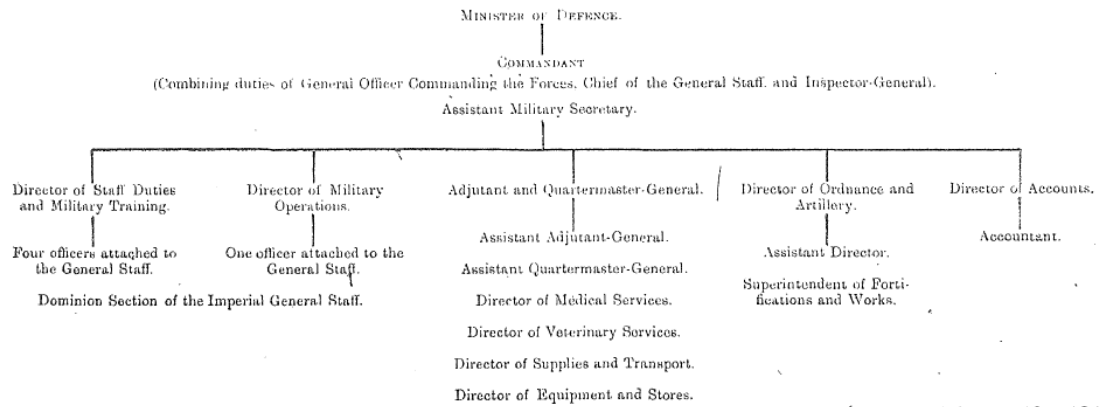 MINISTER OF DEFENCE.
COMMANDANT
(Combining duties of General Officer Commanding the Forces, Chief of the General Staff, and Inspector-General).
Assistant Military Secretary.
Director of Staff Duties
and Military Training.
Four officers attached to
the General Staff.
Director of Military
Operations.
One officer attached to the
General Staff.
Dominion Section of the Imperial General Staff.
Adjutant and Quartermaster-General.
Assistant Adjutant-General.
Assistant Quartermaster-General.
Director of Medical Services.
Director of Veterinary Services.
Director of Supplies and Transport.
Director of Equipment and Stores.
Director of Ordnance and
Artillery.
Assistant Director.
Superintendent of Forti-
fications and Works.
Director of Accounts.
Accountant.